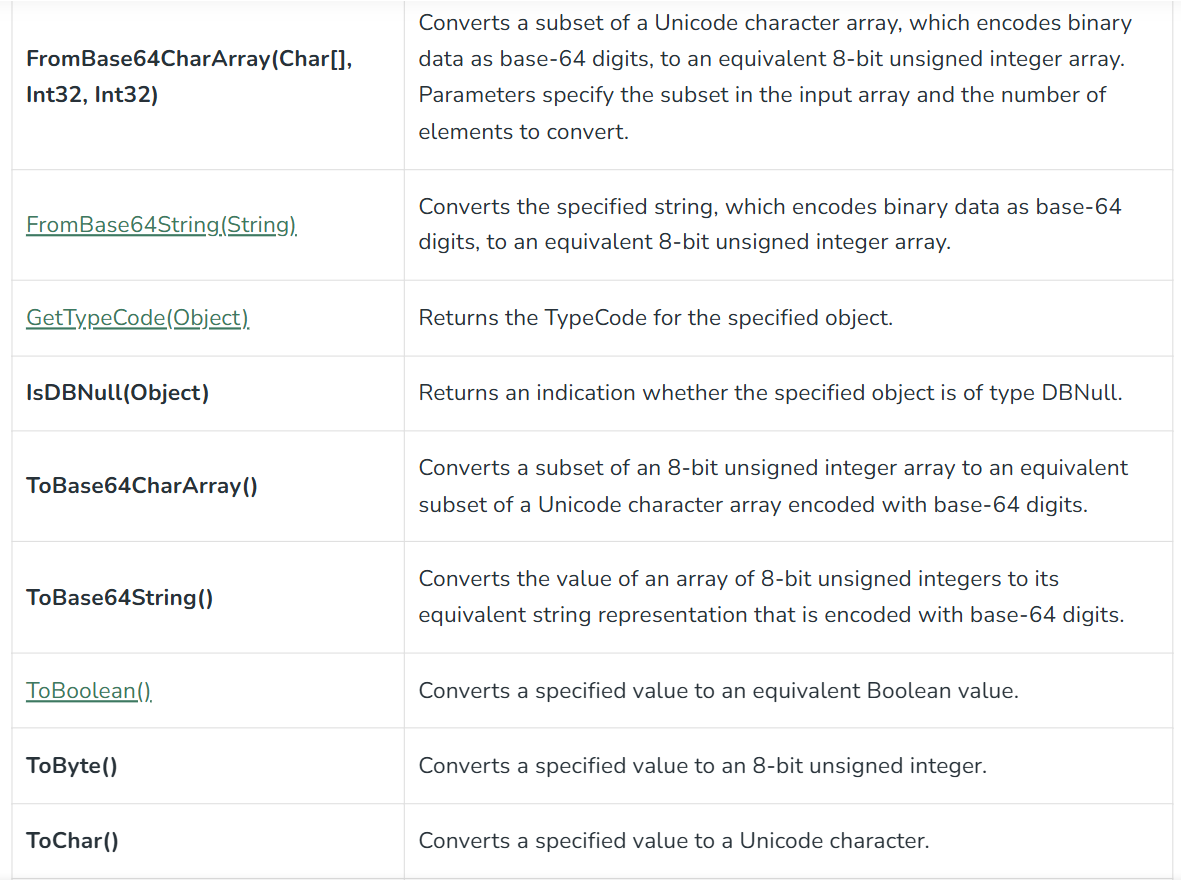 FromBase64CharArray(Char[],
Int32, Int32)
Converts a subset of a Unicode character array, which encodes binary
data as base-64 digits, to an equivalent 8-bit unsigned integer array.
Parameters specify the subset in the input array and the number of
elements to convert.
FromBase64String(String)
Converts the specified string, which encodes binary data as base-64
digits, to an equivalent 8-bit unsigned integer array.
GetTypeCode(Object)
Returns the TypeCode for the specified object.
IsDBNull(Object)
Returns an indication whether the specified object is of type DBNull.
ToBase64CharArray()
Converts a subset of an 8-bit unsigned integer array to an equivalent
subset of a Unicode character array encoded with base-64 digits.
ToBase64String()
Converts the value of an array of 8-bit unsigned integers to its
equivalent string representation that is encoded with base-64 digits.
ToBoolean()
Converts a specified value to an equivalent Boolean value.
ToByte()
Converts a specified value to an 8-bit unsigned integer.
ToChar()
Converts a specified value to a Unicode character.